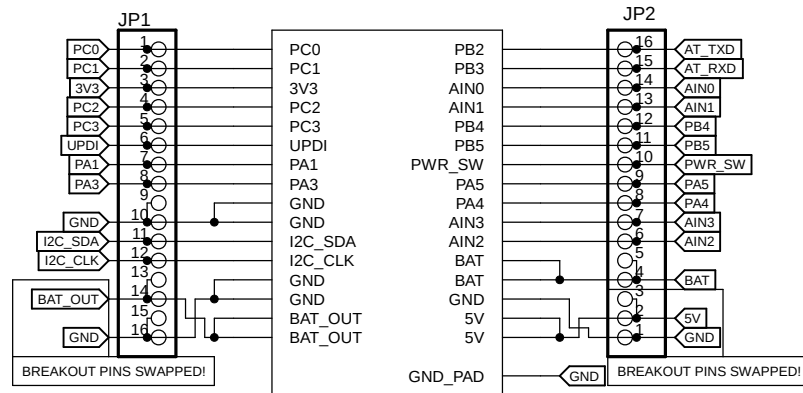 JP1
JP2
PC0 1 PC0 PB2 16 AT_TXD
PC1 2 PC1 PB3 15 AT_RXD
3V3 3 3V3 AIN0 14 AIN0
PC2 4 PC2 AIN1 13 AIN1
PC3 5 PC3 PB4 12 PB4
UPDI 6 UPDI PB5 11 PB5
PA1 7 PA1 PWR_SW 10 PWR_SW
PA3 8 PA3 PA5 9 PA5
9 GND PA4 8 PA4
GND 10 GND AIN3 7 AIN3
I2C_SDA 11 I2C_SDA AIN2 6 AIN2
I2C_CLK 12 I2C_CLK BAT 5
13 GND BAT 4 BAT
BAT_OUT 14 GND GND 3
15 BAT_OUT 5V 2 5V
GND 16 BAT_OUT 5V 1 GND
BREAKOUT PINS SWAPPED! GND_PAD GND BREAKOUT PINS SWAPPED!